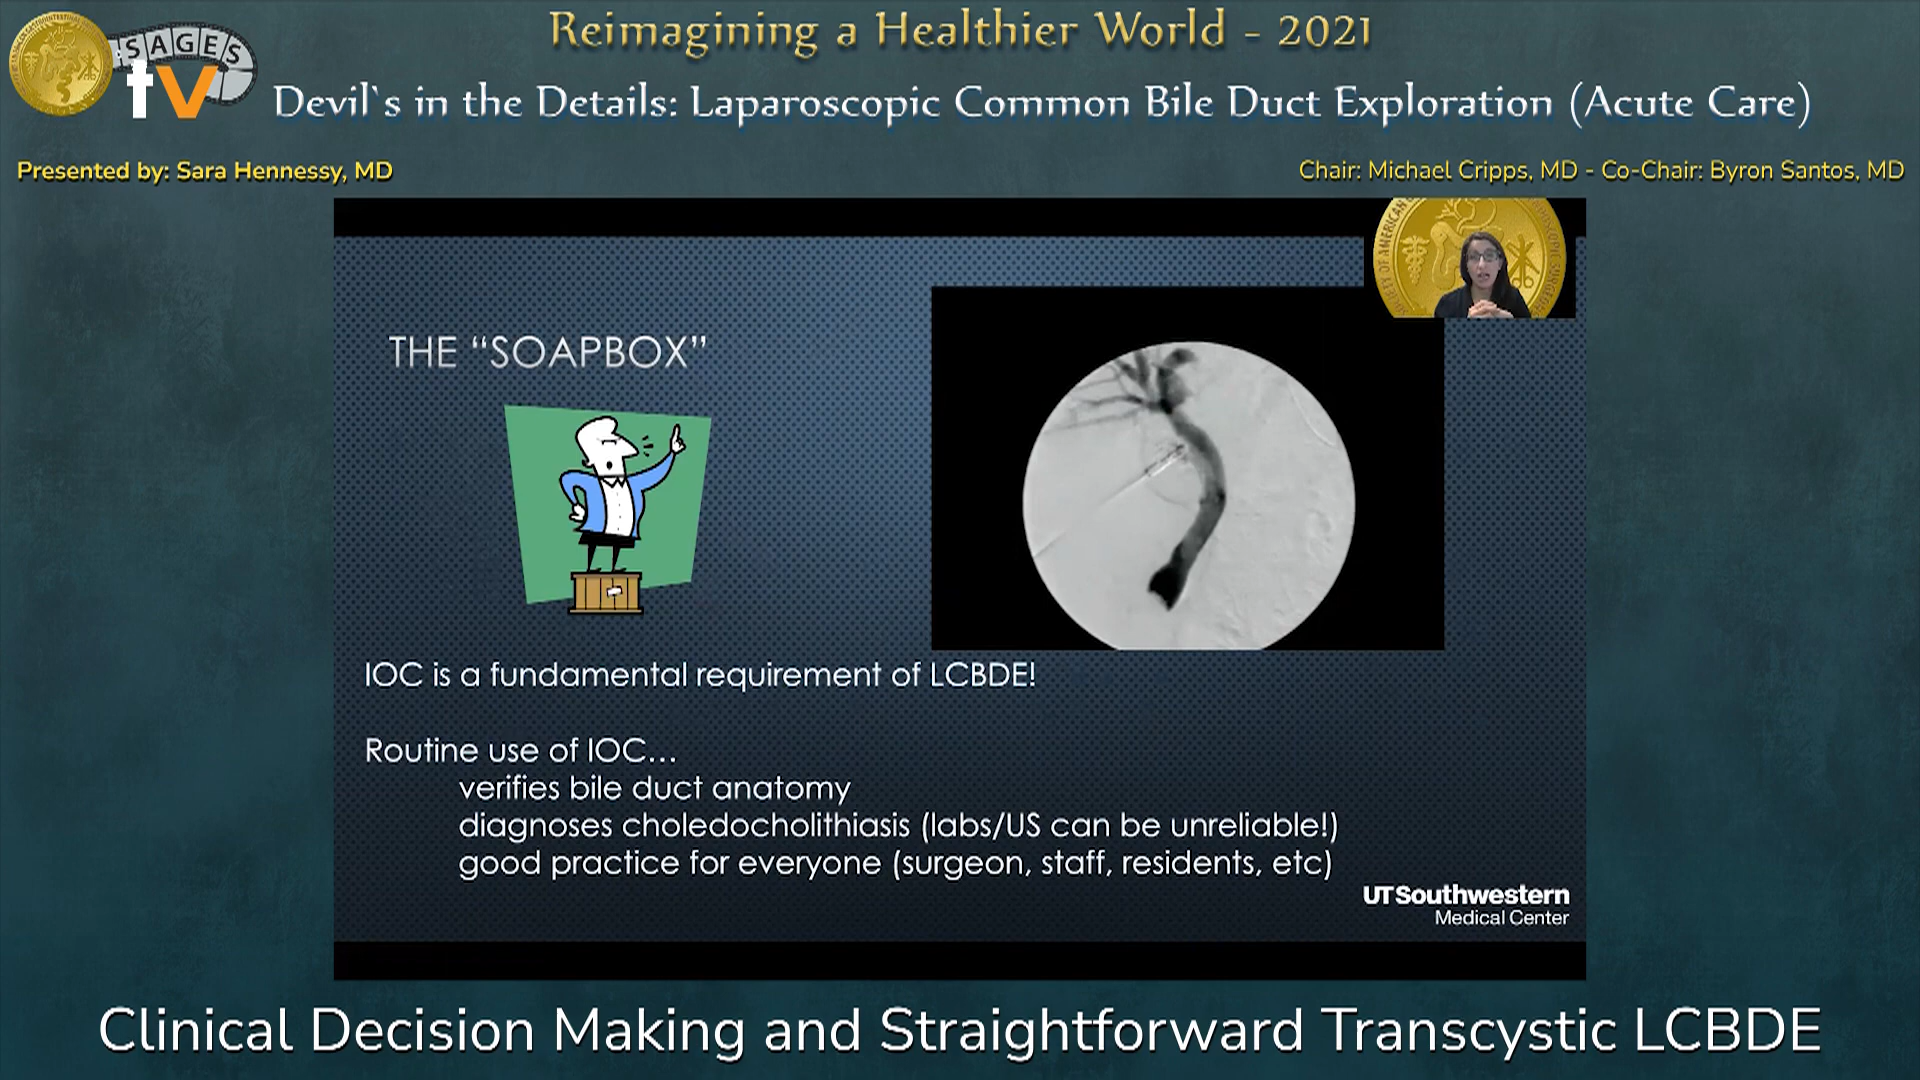 SAGES
tv
Reimagining a Healthier World - 2021
Devil`s in the Details: Laparoscopic Common Bile Duct Exploration (Acute Care)
Presented by: Sara Hennessy, MD
Chair: Michael Cripps, MD - Co-Chair: Byron Santos, MD
THE “SOAPBOX”
IOC is a fundamental requirement of LCBDE!
Routine use of IOC…
verifies bile duct anatomy
diagnoses choledocholithiasis (labs/US can be unreliable!)
good practice for everyone (surgeon, staff, residents, etc)
UTSouthwestern
Medical Center
Clinical Decision Making and Straightforward Transcystic LCBDE